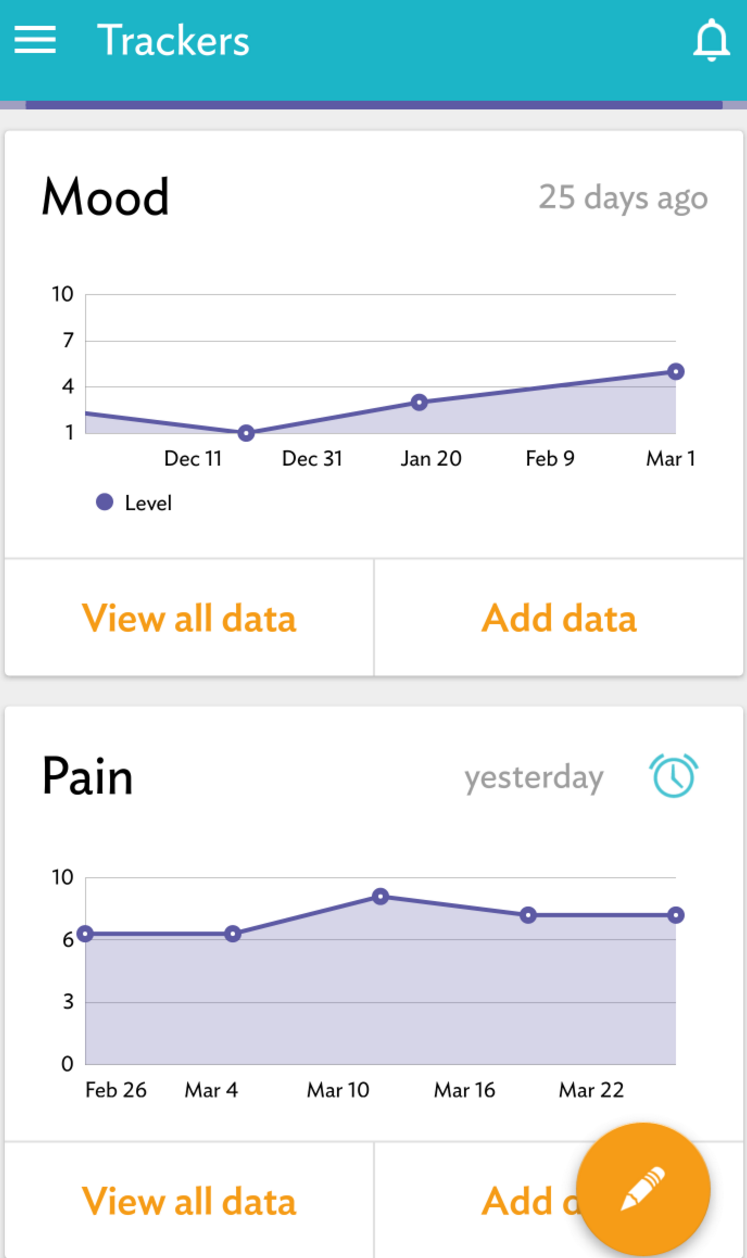 Trackers
Mood 25 days ago
10
7
4
1
Dec 11 Dec 31 Jan 20 Feb 9 Mar 1
Level
View all data Add data
Pain yesterday
10
6
3
0
Feb 26 Mar 4 Mar 10 Mar 16 Mar 22
View all data Add